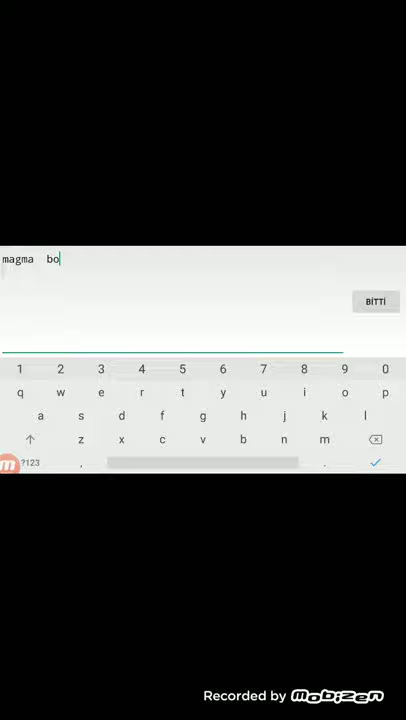 magma  bo
BİTTİ
1 2 3 4 5 6 7 8 9 0
q w e r t y u i o p
a s d f g h j k l
z x c v b n m
?123 , .
Recorded by Mobizen